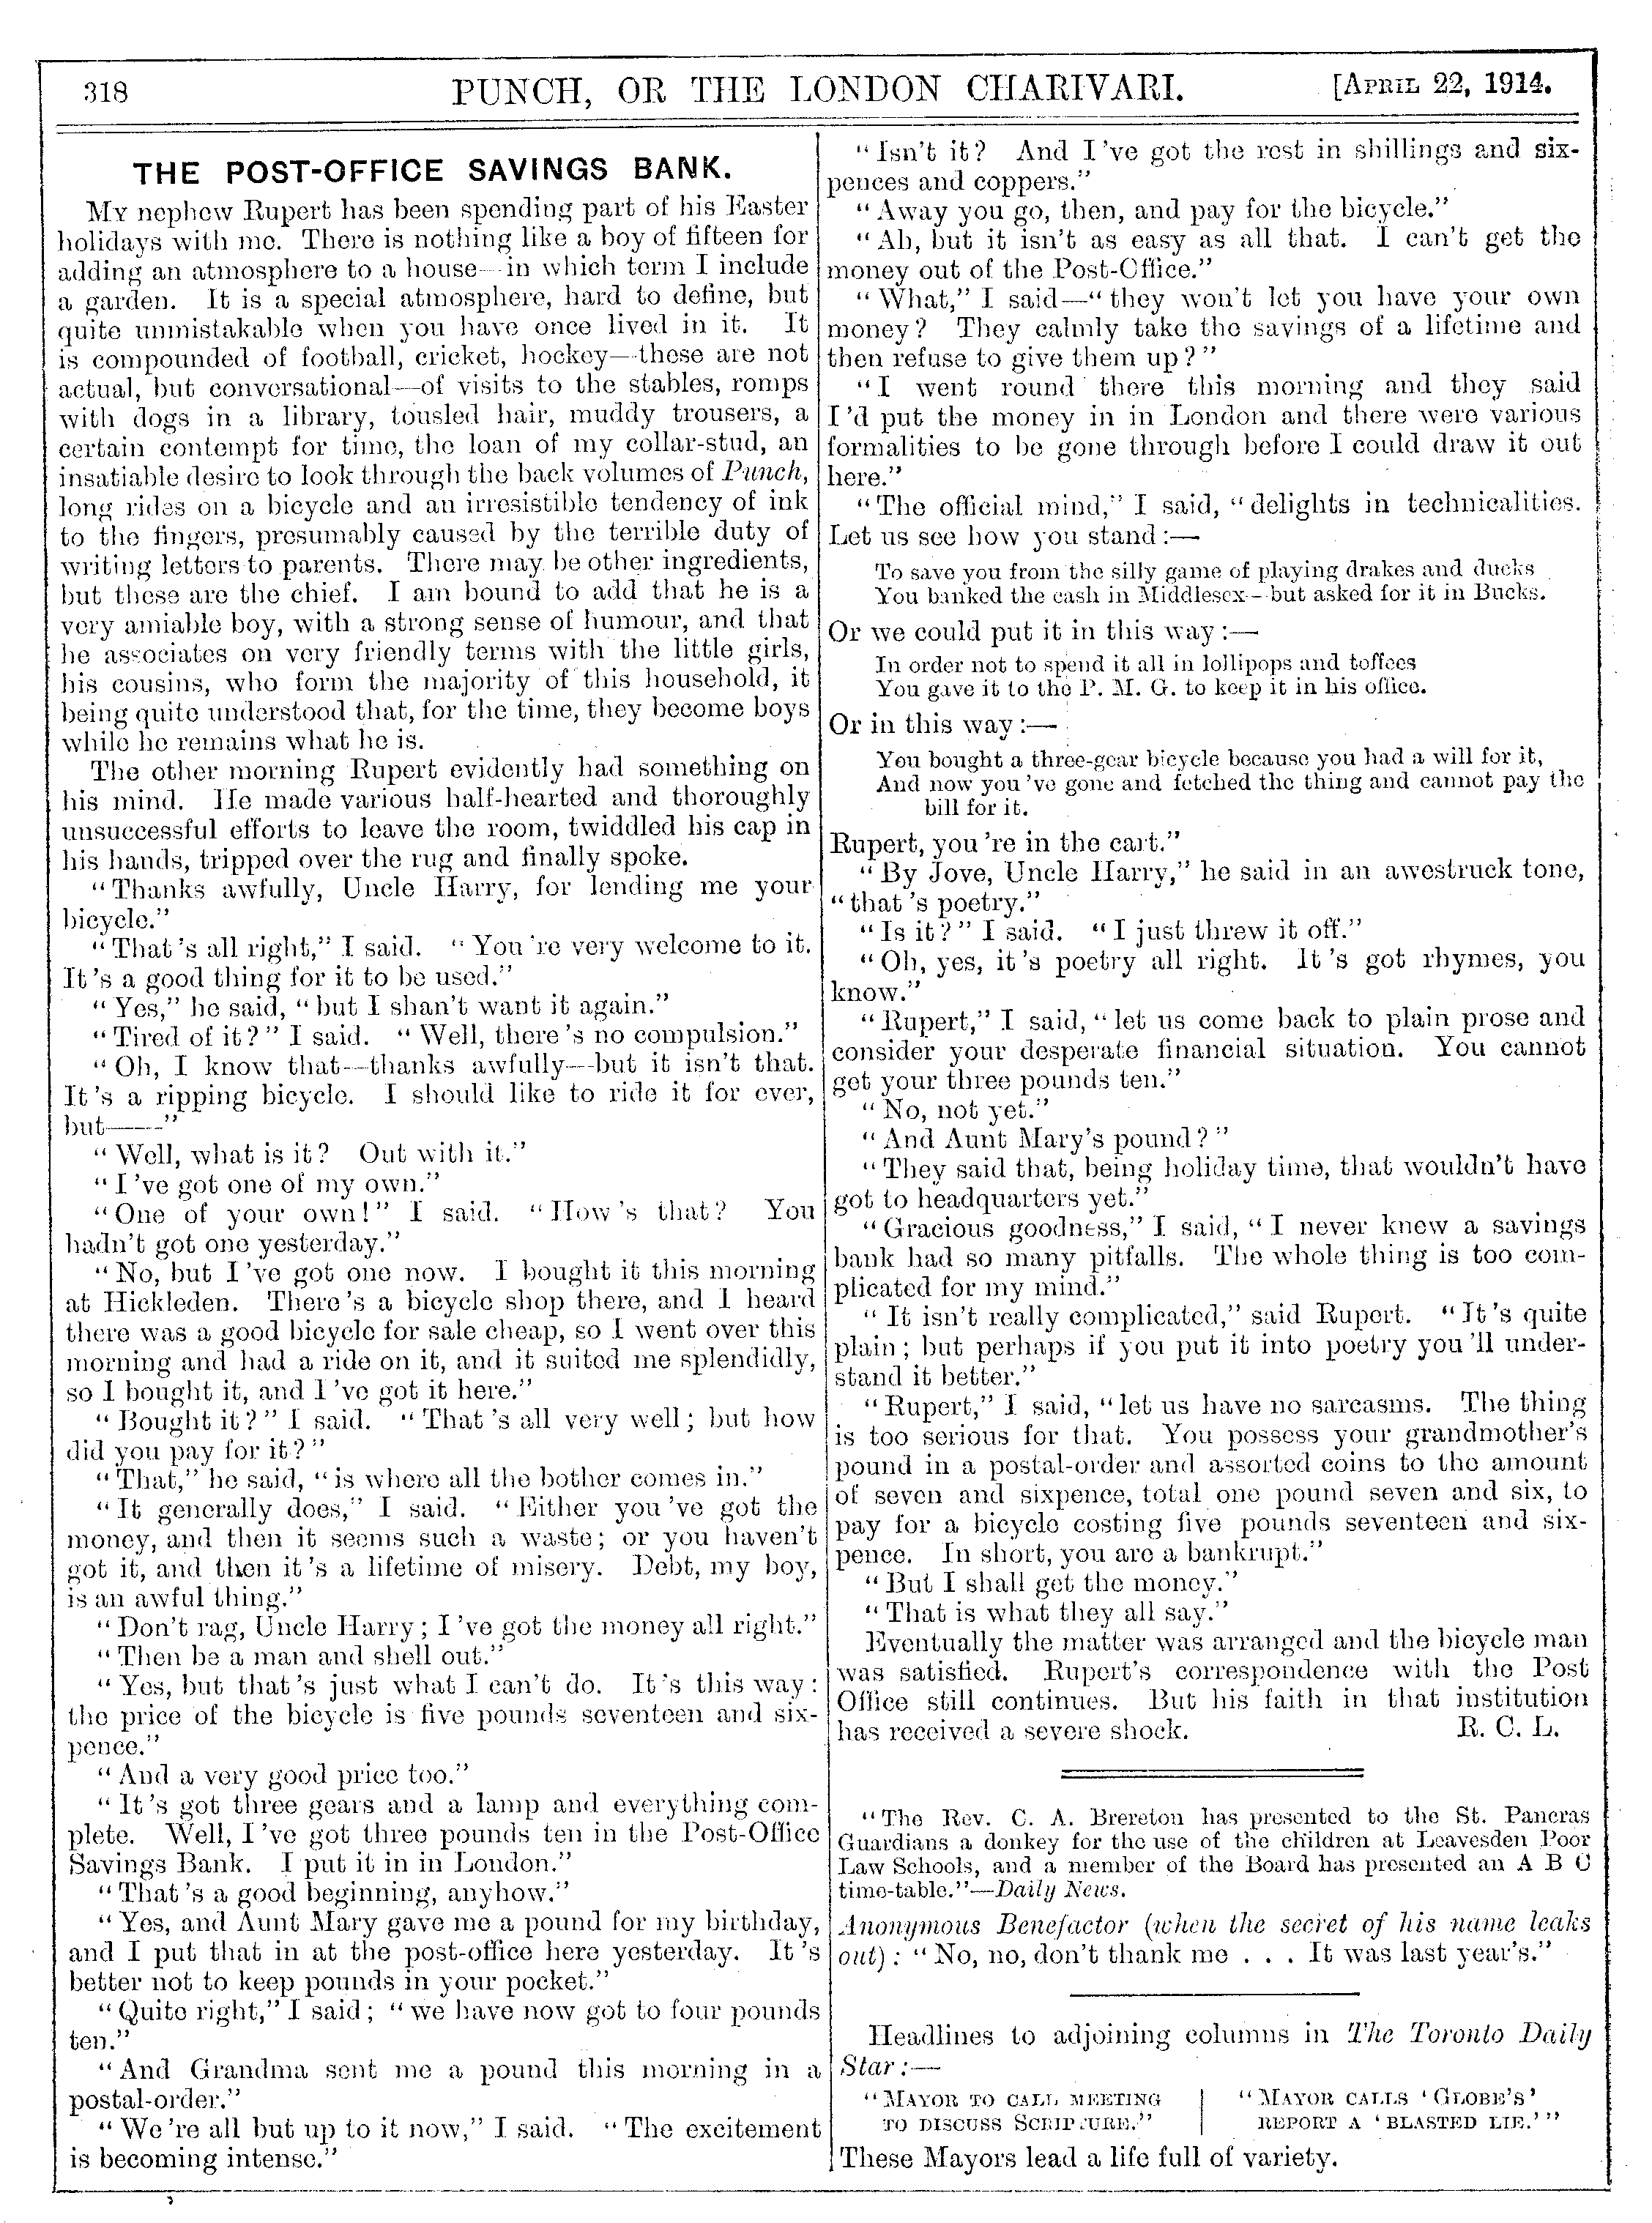 318
PUNCH, OR THE LONDON CHARIVARI.
[APRIL 22, 1914.
THE POST-OFFICE SAVINGS BANK.
MY nephew Rupert has been spending part of his Easter
holidays with me. There is nothing like a boy of fifteen for
adding an atmosphere to a house—in which term I include
a garden. It is a special atmosphere, hard to define, but
quite unmistakable when you have once lived in it. It
is compounded of football, cricket, hockey—these are not
actual, but conversational—of visits to the stables, romps
with dogs in a library, tousled hair, muddy trousers, a
certain contempt for time, the loan of my collar-stud, an
insatiable desire to look through the back volumes of Punch,
long rides on a bicycle and an irresistible tendency of ink
to the fingers, presumably caused by the terrible duty of
writing letters to parents. There may be other ingredients,
but these are the chief. I am bound to add that he is a
very amiable boy, with a strong sense of humour, and that
he associates on very friendly terms with the little girls,
his cousins, who form the majority of this household, it
being quite understood that, for the time, they become boys
while he remains what he is.
The other morning Rupert evidently had something on
his mind. He made various half-hearted and thoroughly
unsuccessful efforts to leave the room, twiddled his cap in
his hands, tripped over the rug and finally spoke.
"Thanks awfully, Uncle Harry, for lending me your
bicycle."
"That's all right," I said. "You're very welcome to it.
It's a good thing for it to be used."
"Yes," he said, "but I shan't want it again."
"Tired of it?" I said. "Well, there's no compulsion."
"Oh, I know that—thanks awfully—but it isn't that.
It's a ripping bicycle. I should like to ride it for ever,
but——"
"Well, what is it? Out with it."
"I've got one of my own."
"One of your own!" I said. "How's that? You
hadn't got one yesterday."
"No, but I've got one now. I bought it this morning
at Hickleden. There's a bicycle shop there, and I heard
there was a good bicycle for sale cheap, so I went over this
morning and had a ride on it, and it suited me splendidly,
so I bought it, and I've got it here."
"Bought it?" I said. "That's all very well; but how
did you pay for it?"
"That," he said, "is where all the bother comes in."
"It generally does," I said. "Either you've got the
money, and then it seems such a waste; or you haven't
got it, and then it's a lifetime of misery. Debt, my boy,
is an awful thing."
"Don't rag, Uncle Harry; I've got the money all right."
"Then be a man and shell out."
"Yes, but that's just what I can't do. It's this way:
the price of the bicycle is five pounds seventeen and six-
pence."
"And a very good price too."
"It's got three gears and a lamp and everything com-
plete. Well, I've got three pounds ten in the Post-Office
Savings Bank. I put it in in London."
"That's a good beginning, anyhow."
"Yes, and Aunt Mary gave me a pound for my birthday,
and I put that in at the post-office here yesterday. It's
better not to keep pounds in your pocket."
"Quite right," I said; "we have now got to four pounds
ten."
"And Grandma sent me a pound this morning in a
postal-order."
"We're all but up to it now," I said. "The excitement
is becoming intense."
"Isn't it? And I've got the rest in shillings and six-
pences and coppers."
"Away you go, then, and pay for the bicycle."
"Ah, but it isn't as easy as all that. I can't get the
money out of the Post-Office."
"What," I said—"they won't let you have your own
money? They calmly take the savings of a lifetime and
then refuse to give them up?"
"I went round there this morning and they said
I'd put the money in in London and there were various
formalities to be gone through before I could draw it out
here."
"The official mind," I said, "delights in technicalities.
Let us see how you stand:—
To save you from the silly game of playing drakes and ducks
You banked the cash in Middlesex—but asked for it in Bucks.
Or we could put it in this way:—
In order not to spend it all in lollipops and toffees
You gave it to the P. M. G. to keep it in his office.
Or in this way:—
You bought a three-gear bicycle because you had a will for it,
And now you've gone and fetched the thing and cannot pay the
bill for it.
Rupert, you're in the cart."
"By Jove, Uncle Harry," he said in an awestruck tone,
"that's poetry."
"Is it?" I said. "I just threw it off."
"Oh, yes, it's poetry all right. It's got rhymes, you
know."
"Rupert," I said, "let us come back to plain prose and
consider your desperate financial situation. You cannot
get your three pounds ten."
"No, not yet."
"And Aunt Mary's pound?"
"They said that, being holiday time, that wouldn't have
got to headquarters yet."
"Gracious goodness," I said, "I never knew a savings
bank had so many pitfalls. The whole thing is too com-
plicated for my mind."
"It isn't really complicated," said Rupert. "It's quite
plain; but perhaps if you put it into poetry you'll under-
stand it better."
"Rupert," I said, "let us have no sarcasms. The thing
is too serious for that. You possess your grandmother's
pound in a postal-order and assorted coins to the amount
of seven and sixpence, total one pound seven and six, to
pay for a bicycle costing five pounds seventeen and six-
pence. In short, you are a bankrupt."
"But I shall get the money."
"That is what they all say."
Eventually the matter was arranged and the bicycle man
was satisfied. Rupert's correspondence with the Post
Office still continues. But his faith in that institution
has received a severe shock. R. C. L.
"The Rev. C. A. Brereton has presented to the St. Pancras
Guardians a donkey for the use of the children at Leavesden Poor
Law Schools, and a member of the Board has presented an A B C
time-table."—Daily News.
Anonymous Benefactor (when the secret of his name leaks
out): "No, no, don't thank me . . . It was last year's."
Headlines to adjoining columns in The Toronto Daily
Star:—
"MAYOR TO CALL MEETING
TO DISCUSS SCRIPTURE."
"MAYOR CALLS 'GLOBE'S'
REPORT A 'BLASTED LIE.'"
These Mayors lead a life full of variety.